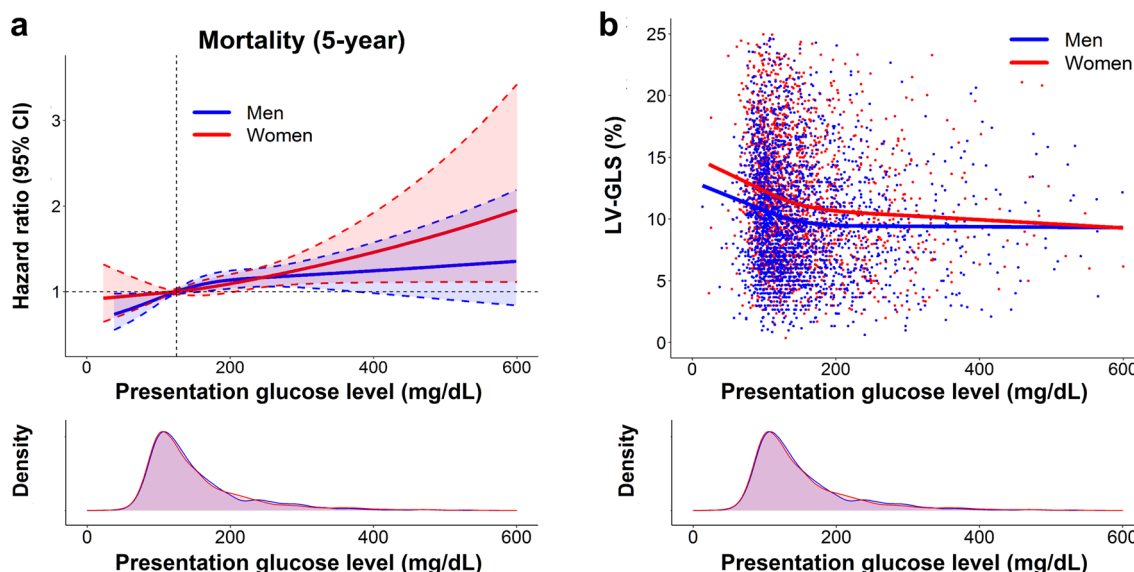 a
Mortality (5-year)
Hazard ratio (95% CI)
3
2
1
Men
Women
0
200
400
600
Presentation glucose level (mg/dL)
Density
0
200
400
600
Presentation glucose level (mg/dL)
b
LV-GLS (%)
25
20
15
10
5
0
Men
Women
0
200
400
600
Presentation glucose level (mg/dL)
Density
0
200
400
600
Presentation glucose level (mg/dL)